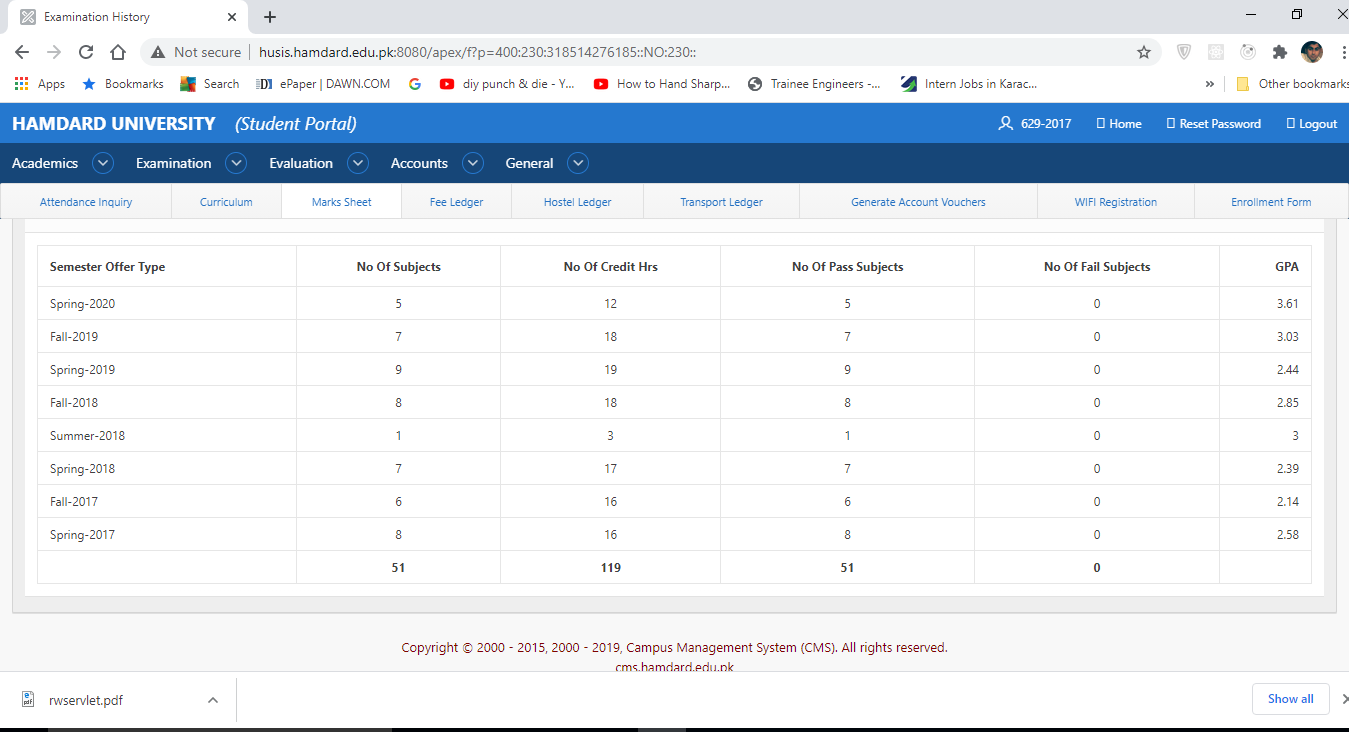 Examination History
Not secure husis.hamdard.edu.pk:8080/apex/f?p=400:230:318514276185::NO:230::
Apps Bookmarks Search ePaper | DAWN.COM diy punch & die - Y... How to Hand Sharp... Trainee Engineers -... Intern Jobs in Karac... » Other bookmarks
HAMDARD UNIVERSITY (Student Portal) 629-2017 Home Reset Password Logout
Academics Examination Evaluation Accounts General
Attendance Inquiry Curriculum Marks Sheet Fee Ledger Hostel Ledger Transport Ledger Generate Account Vouchers WIFI Registration Enrollment Form
Semester Offer Type No Of Subjects No Of Credit Hrs No Of Pass Subjects No Of Fail Subjects GPA
Spring-2020 5 12 5 0 3.61
Fall-2019 7 18 7 0 3.03
Spring-2019 9 19 9 0 2.44
Fall-2018 8 18 8 0 2.85
Summer-2018 1 3 1 0 3
Spring-2018 7 17 7 0 2.39
Fall-2017 6 16 6 0 2.14
Spring-2017 8 16 8 0 2.58
51 119 51 0
Copyright © 2000 - 2015, 2000 - 2019, Campus Management System (CMS). All rights reserved.
cms.hamdard.edu.pk
rwservlet.pdf Show all